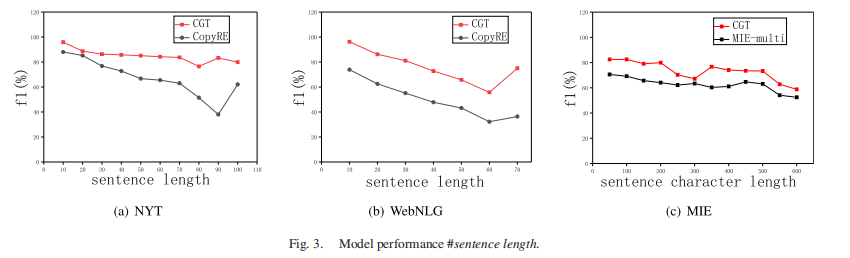 120
100
80
60
40
20
0
f1(%)
CGT
CopyRE
0 10 20 30 40 50 60 70 80 90 100 110
sentence length
(a) NYT
120
100
80
60
40
20
0
f1(%)
CGT
CopyRE
0 10 20 30 40 50 60 70
sentence length
(b) WebNLG
120
100
80
60
40
20
0
f1(%)
CGT
MIE-multi
0 100 200 300 400 500 600
sentence character length
(c) MIE
Fig. 3. Model performance #sentence length.